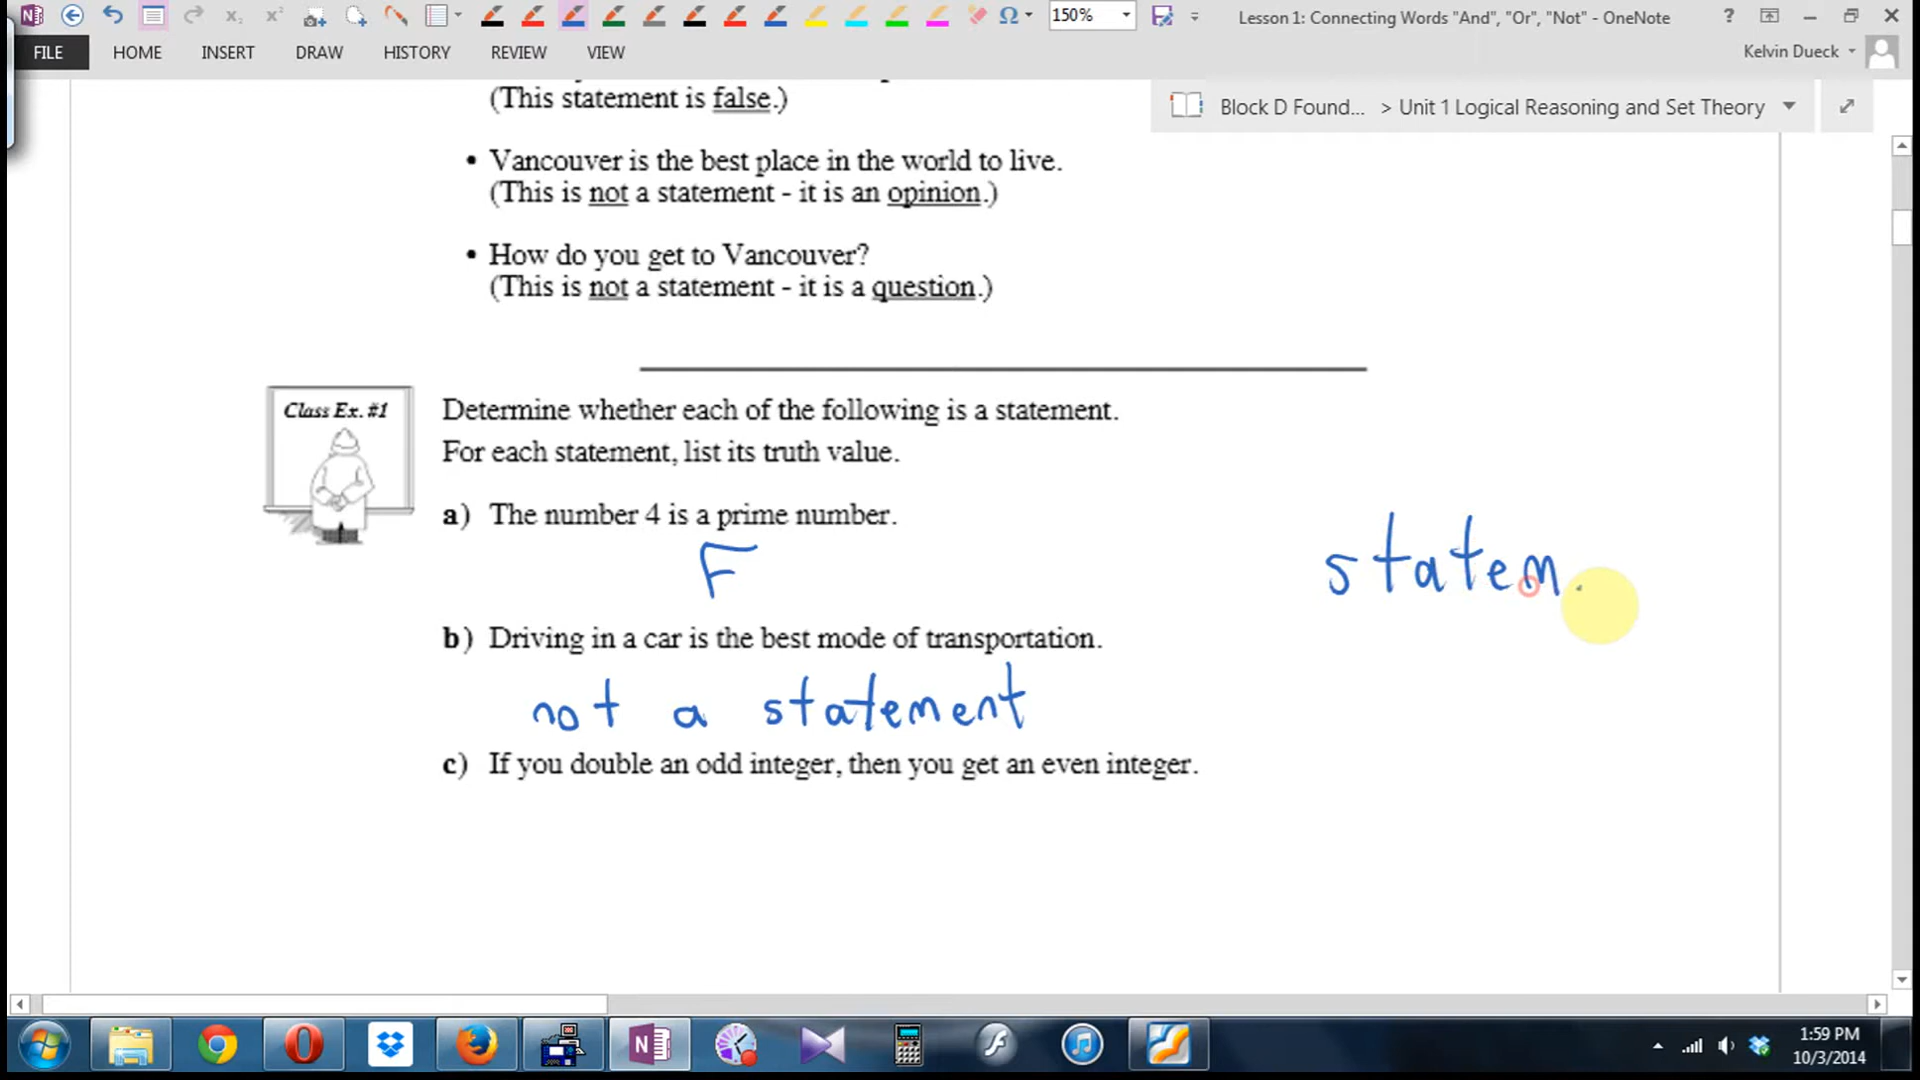 150%
Lesson 1: Connecting Words "And", "Or", "Not" - OneNote
FILE HOME INSERT DRAW HISTORY REVIEW VIEW
Kelvin Dueck
Block D Found... > Unit 1 Logical Reasoning and Set Theory
(This statement is false.)
• Vancouver is the best place in the world to live.
(This is not a statement - it is an opinion.)
• How do you get to Vancouver?
(This is not a statement - it is a question.)
Class Ex. #1
Determine whether each of the following is a statement.
For each statement, list its truth value.
a) The number 4 is a prime number.
F
statem
b) Driving in a car is the best mode of transportation.
not a statement
c) If you double an odd integer, then you get an even integer.
1:59 PM
10/3/2014